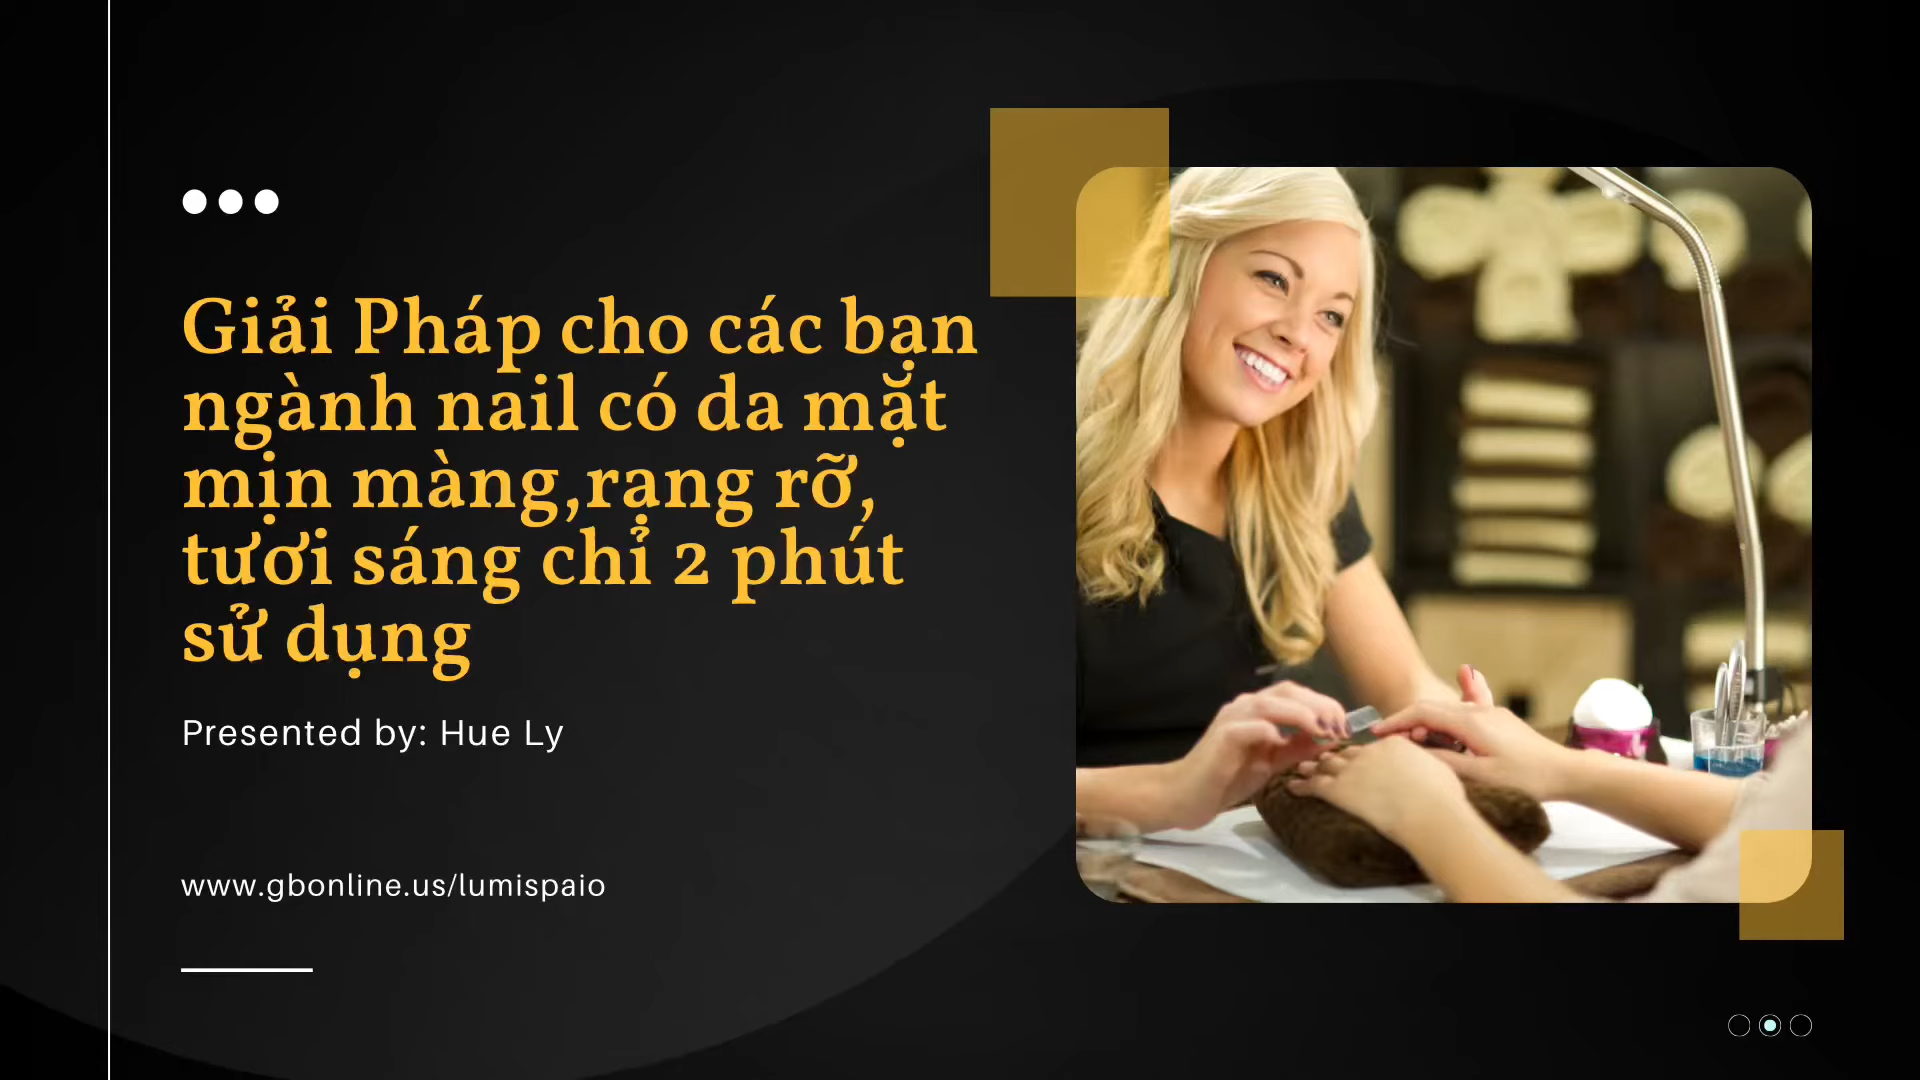 Giải Pháp cho các bạn
ngành nail có da mặt
mịn màng,rạng rỡ,
tươi sáng chỉ 2 phút
sử dụng
Presented by: Hue Ly
www.gbonline.us/lumispaio